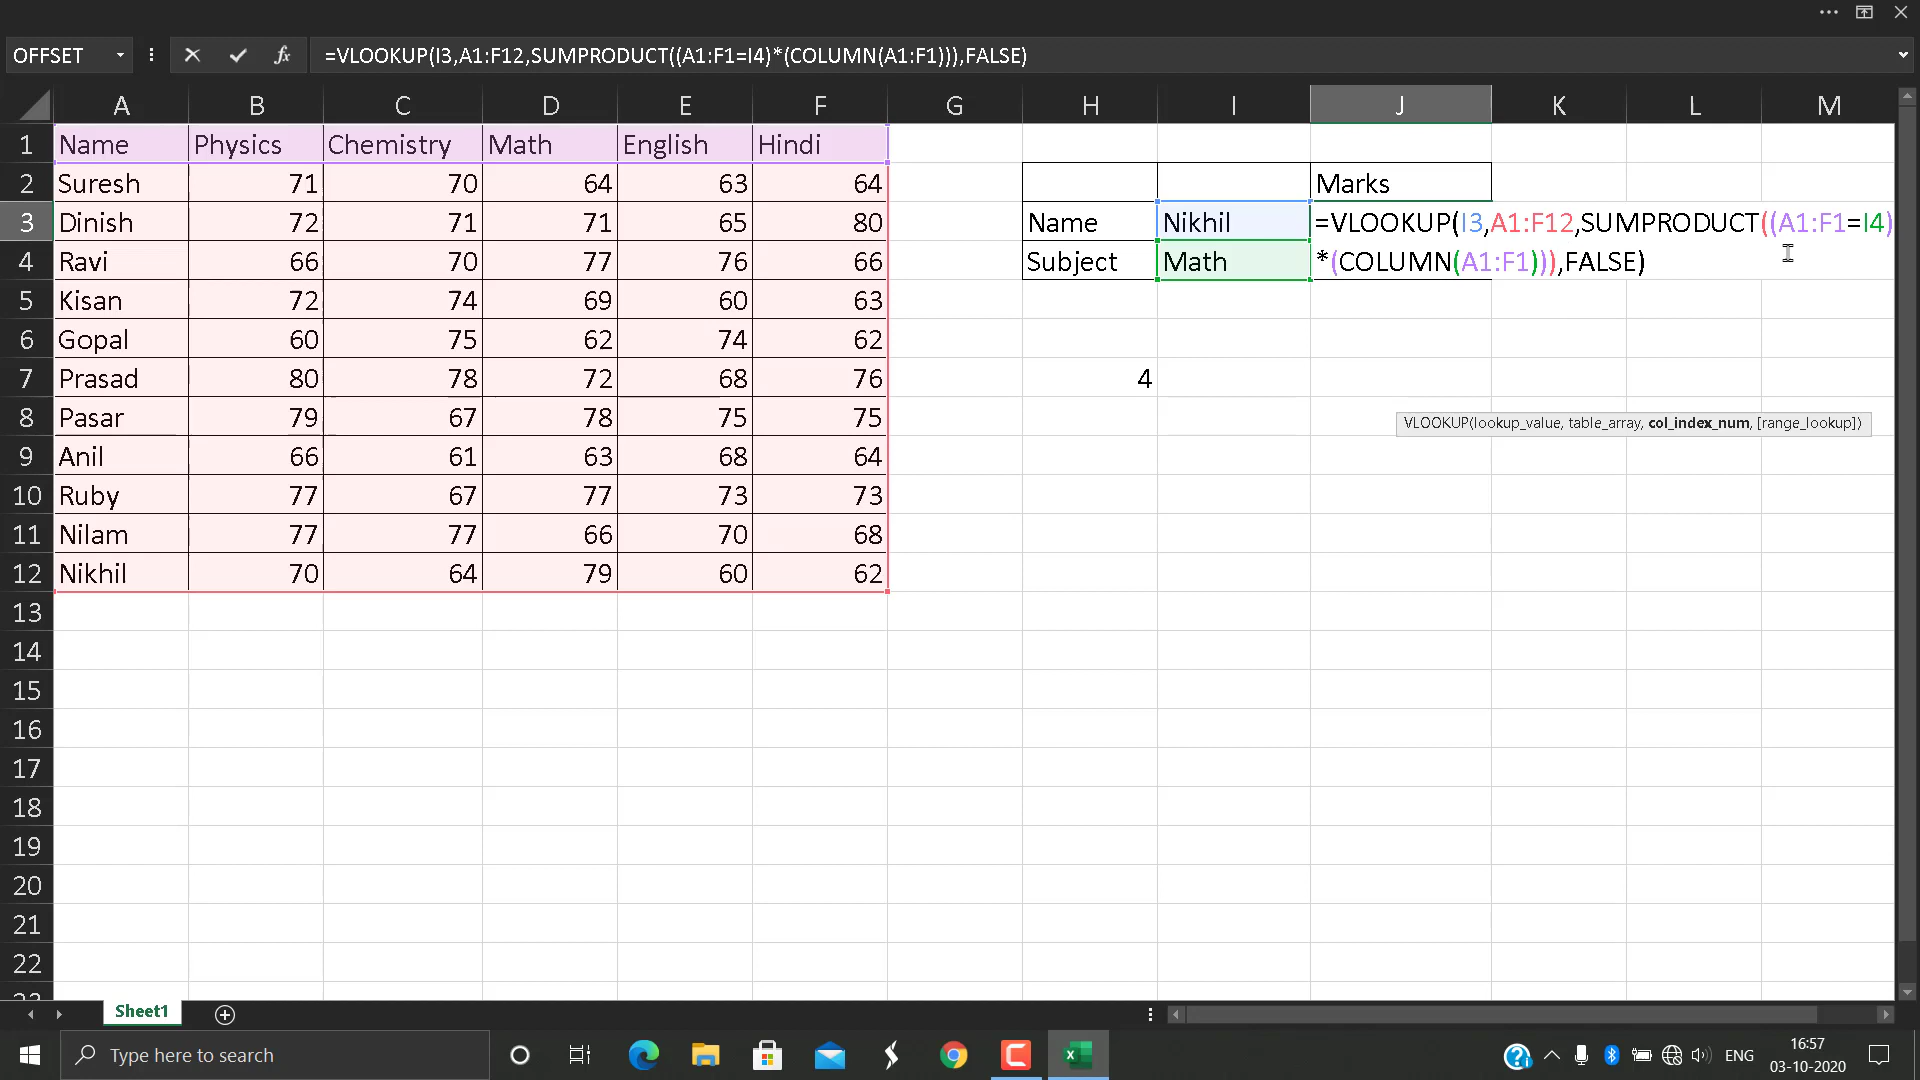 OFFSET =VLOOKUP(I3,A1:F12,SUMPRODUCT((A1:F1=I4)*(COLUMN(A1:F1))),FALSE)
A B C D E F G H I J K L M
1 Name Physics Chemistry Math English Hindi
2 Suresh 71 70 64 63 64 Marks
3 Dinish 72 71 71 65 80 Name Nikhil =VLOOKUP(I3,A1:F12,SUMPRODUCT((A1:F1=I4)
4 Ravi 66 70 77 76 66 Subject Math *(COLUMN(A1:F1))),FALSE)
5 Kisan 72 74 69 60 63
6 Gopal 60 75 62 74 62
7 Prasad 80 78 72 68 76 4
8 Pasar 79 67 78 75 75
VLOOKUP(lookup_value, table_array, col_index_num, [range_lookup])
9 Anil 66 61 63 68 64
10 Ruby 77 67 77 73 73
11 Nilam 77 77 66 70 68
12 Nikhil 70 64 79 60 62
13
14
15
16
17
18
19
20
21
22
23
Sheet1
Type here to search
ENG
16:57
03-10-2020